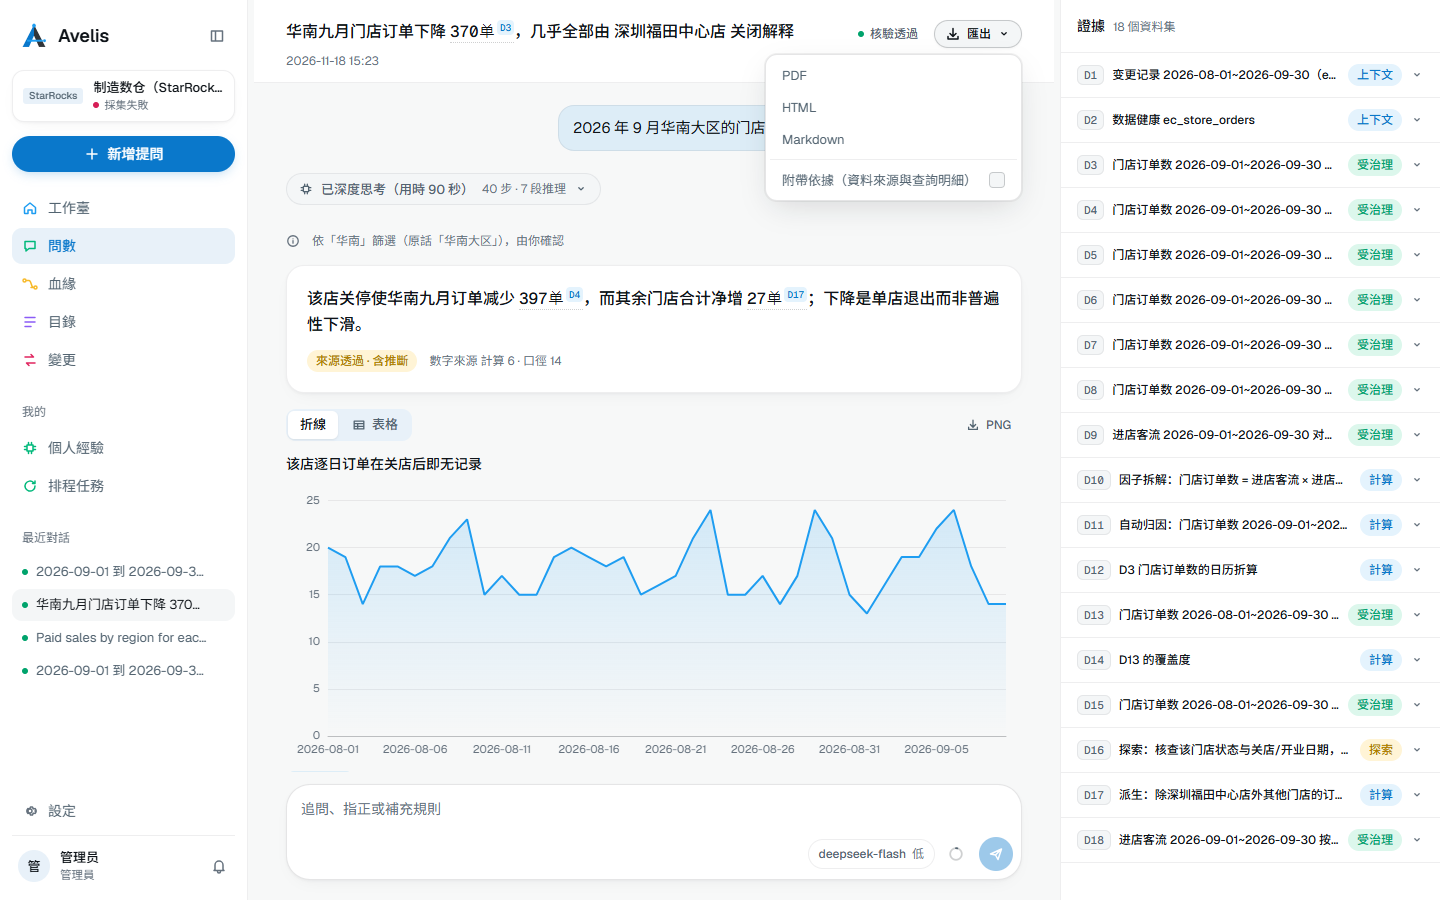 Avelis
StarRocks
制造数仓（StarRock...
採集失敗
新增提問
工作臺
問數
血緣
目錄
變更
我的
個人經驗
排程任務
最近對話
2026-09-01 到 2026-09-3...
华南九月门店订单下降 370...
Paid sales by region for eac...
2026-09-01 到 2026-09-3...
設定
管
管理员
管理員
华南九月门店订单下降 370单 D3，几乎全部由 深圳福田中心店 关闭解释
2026-11-18 15:23
核驗透過
匯出
PDF
HTML
Markdown
附帶依據（資料來源與查詢明細）
2026 年 9 月华南大区的门店
已深度思考（用時 90 秒） 40 步 · 7 段推理
依「华南」篩選（原話「华南大区」），由你確認
该店关停使华南九月订单减少 397单 D4，而其余门店合计净增 27单 D17；下降是单店退出而非普遍
性下滑。
來源透過 · 含推斷 數字來源 計算 6 · 口徑 14
折線
表格
PNG
该店逐日订单在关店后即无记录
25
20
15
10
5
0
2026-08-01 2026-08-06 2026-08-11 2026-08-16 2026-08-21 2026-08-26 2026-08-31 2026-09-05
追問、指正或補充規則
deepseek-flash 低
證據 18 個資料集
D1 变更记录 2026-08-01~2026-09-30（e... 上下文
D2 数据健康 ec_store_orders 上下文
D3 门店订单数 2026-09-01~2026-09-30 ... 受治理
D4 门店订单数 2026-09-01~2026-09-30 ... 受治理
D5 门店订单数 2026-09-01~2026-09-30 ... 受治理
D6 门店订单数 2026-09-01~2026-09-30 ... 受治理
D7 门店订单数 2026-09-01~2026-09-30 ... 受治理
D8 门店订单数 2026-09-01~2026-09-30 ... 受治理
D9 进店客流 2026-09-01~2026-09-30 对... 受治理
D10 因子拆解：门店订单数 = 进店客流 × 进店... 計算
D11 自动归因：门店订单数 2026-09-01~202... 計算
D12 D3 门店订单数的日历折算 計算
D13 门店订单数 2026-08-01~2026-09-30 ... 受治理
D14 D13 的覆盖度 計算
D15 门店订单数 2026-08-01~2026-09-30 ... 受治理
D16 探索：核查该门店状态与关店/开业日期，... 探索
D17 派生：除深圳福田中心店外其他门店的订... 計算
D18 进店客流 2026-09-01~2026-09-30 按... 受治理